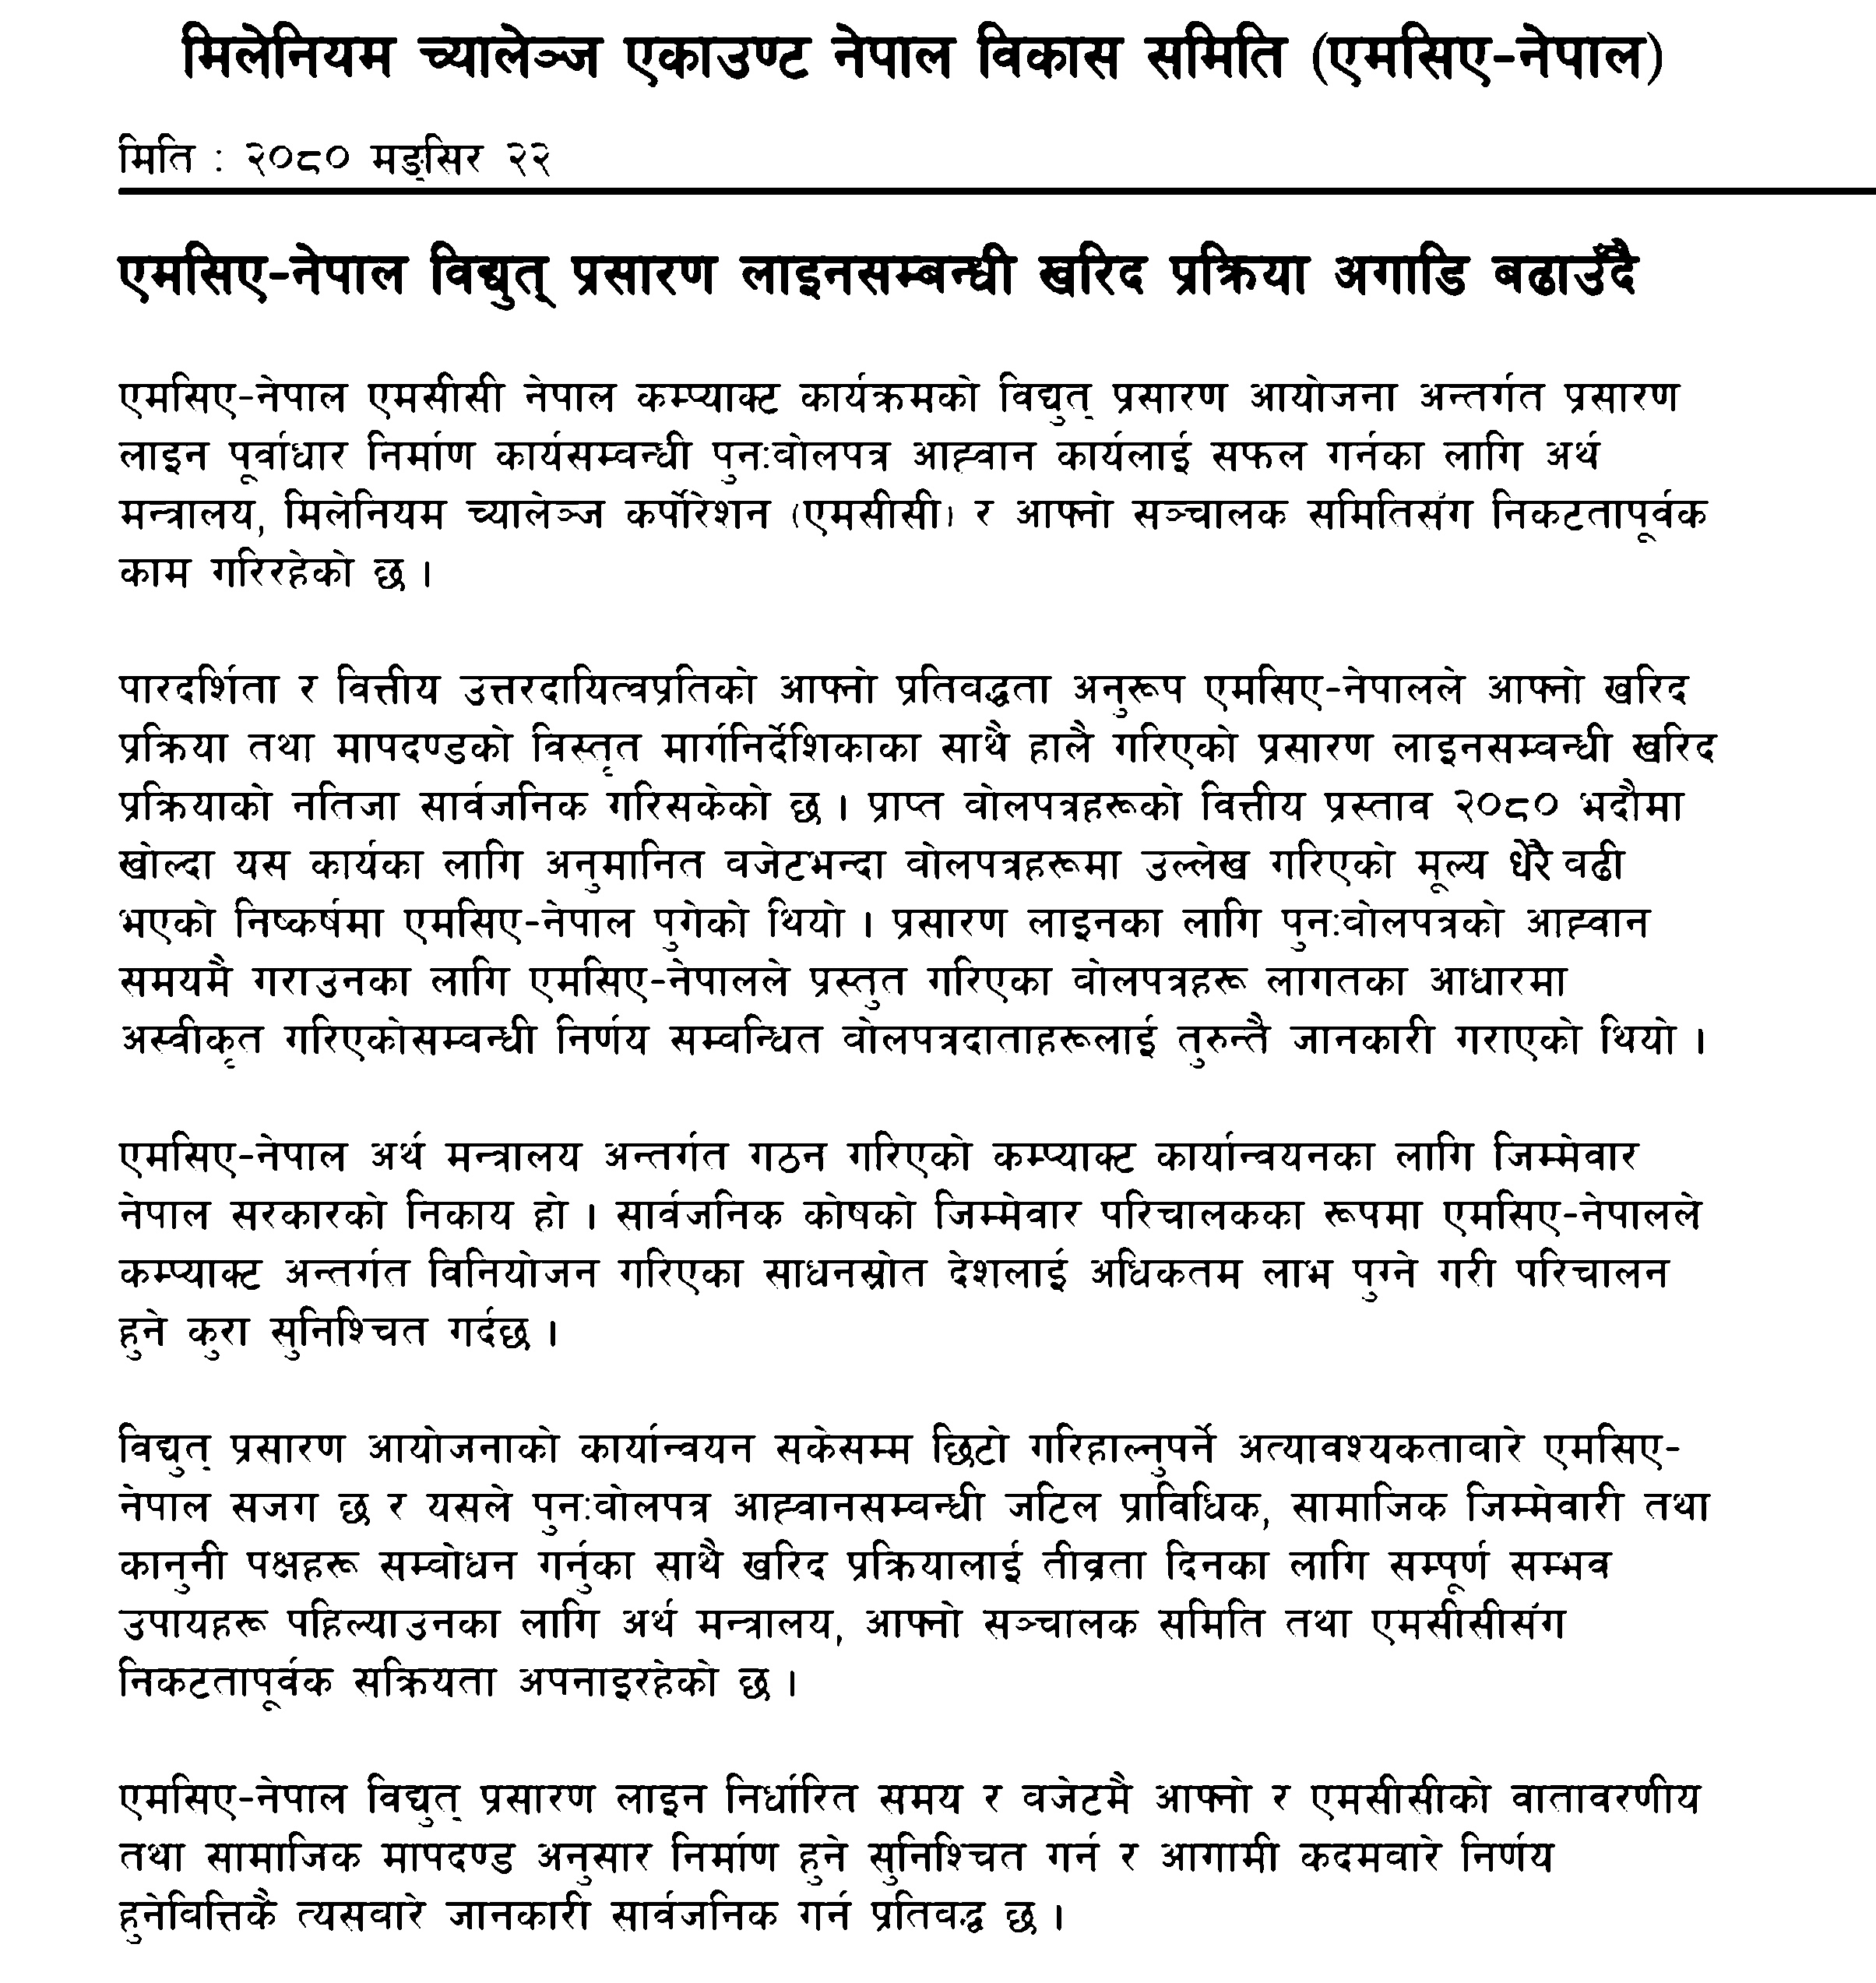 मिलेनियम च्यालेञ्ज एकाउण्ट नेपाल विकास समिति (एमसिए-नेपाल)
मिति : २०८० मङ्सिर २२
एमसिए-नेपाल विद्युत् प्रसारण लाइनसम्बन्धी खरिद प्रक्रिया अगाडि बढाउँदै
एमसिए-नेपाल एमसीसी नेपाल कम्प्याक्ट कार्यक्रमको विद्युत् प्रसारण आयोजना अन्तर्गत प्रसारण
लाइन पूर्वाधार निर्माण कार्यसम्वन्धी पुनःवोलपत्र आह्वान कार्यलाई सफल गर्नका लागि अर्थ
मन्त्रालय, मिलेनियम च्यालेञ्ज कर्पोरेशन (एमसीसी) र आफ्नो सञ्चालक समितिसँग निकटतापूर्वक
काम गरिरहेको छ ।
पारदर्शिता र वित्तीय उत्तरदायित्वप्रतिको आफ्नो प्रतिवद्धता अनुरूप एमसिए-नेपालले आफ्नो खरिद
प्रक्रिया तथा मापदण्डको विस्तृत मार्गनिर्देशिकाका साथै हालै गरिएको प्रसारण लाइनसम्वन्धी खरिद
प्रक्रियाको नतिजा सार्वजनिक गरिसकेको छ । प्राप्त वोलपत्रहरूको वित्तीय प्रस्ताव २०८० भदौमा
खोल्दा यस कार्यका लागि अनुमानित वजेटभन्दा वोलपत्रहरूमा उल्लेख गरिएको मूल्य धेरै वढी
भएको निष्कर्षमा एमसिए-नेपाल पुगेको थियो । प्रसारण लाइनका लागि पुनःवोलपत्रको आह्वान
समयमै गराउनका लागि एमसिए-नेपालले प्रस्तुत गरिएका वोलपत्रहरू लागतका आधारमा
अस्वीकृत गरिएकोसम्वन्धी निर्णय सम्वन्धित वोलपत्रदाताहरूलाई तुरुन्तै जानकारी गराएको थियो ।
एमसिए-नेपाल अर्थ मन्त्रालय अन्तर्गत गठन गरिएको कम्प्याक्ट कार्यान्वयनका लागि जिम्मेवार
नेपाल सरकारको निकाय हो । सार्वजनिक कोषको जिम्मेवार परिचालकका रूपमा एमसिए-नेपालले
कम्प्याक्ट अन्तर्गत विनियोजन गरिएका साधनस्रोत देशलाई अधिकतम लाभ पुग्ने गरी परिचालन
हुने कुरा सुनिश्चित गर्दछ ।
विद्युत् प्रसारण आयोजनाको कार्यान्वयन सकेसम्म छिटो गरिहाल्नुपर्ने अत्यावश्यकतावारे एमसिए-
नेपाल सजग छ र यसले पुनःवोलपत्र आह्वानसम्वन्धी जटिल प्राविधिक, सामाजिक जिम्मेवारी तथा
कानुनी पक्षहरू सम्वोधन गर्नुका साथै खरिद प्रक्रियालाई तीव्रता दिनका लागि सम्पूर्ण सम्भव
उपायहरू पहिल्याउनका लागि अर्थ मन्त्रालय, आफ्नो सञ्चालक समिति तथा एमसीसीसँग
निकटतापूर्वक सक्रियता अपनाइरहेको छ ।
एमसिए-नेपाल विद्युत् प्रसारण लाइन निर्धारित समय र वजेटमै आफ्नो र एमसीसीको वातावरणीय
तथा सामाजिक मापदण्ड अनुसार निर्माण हुने सुनिश्चित गर्न र आगामी कदमवारे निर्णय
हुनेवित्तिकै त्यसवारे जानकारी सार्वजनिक गर्न प्रतिवद्ध छ ।